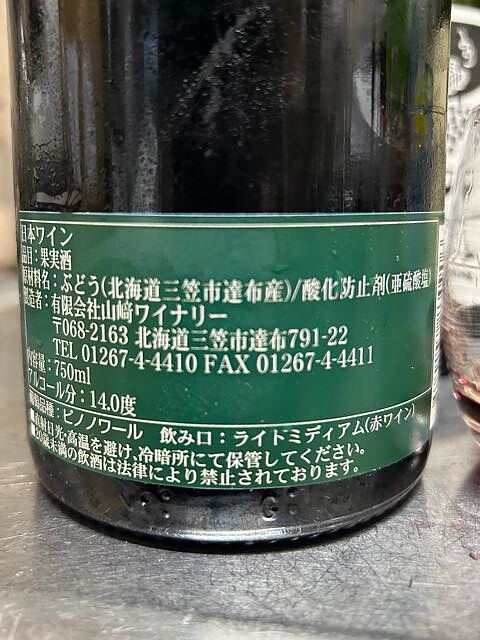 日本ワイン
品目：果実酒
原材料名：ぶどう(北海道三笠市達布産)/酸化防止剤(亜硫酸塩)
製造者：有限会社山﨑ワイナリー
〒068-2163 北海道三笠市達布791-22
TEL 01267-4-4410 FAX 01267-4-4411
内容量：750ml
アルコール分：14.0度
品種：ピノノワール 飲み口：ライトミディアム(赤ワイン)
■直射日光・高温を避け、冷暗所にて保管してください。
■20歳未満の飲酒は法律により禁止されております。